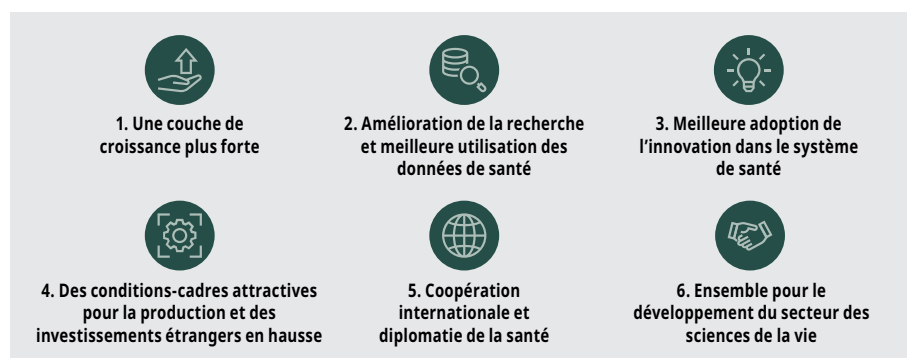 1. Une couche de
croissance plus forte
2. Amélioration de la recherche
et meilleure utilisation des
données de santé
3. Meilleure adoption de
l’innovation dans le système
de santé
4. Des conditions-cadres attractives
pour la production et des
investissements étrangers en hausse
5. Coopération
internationale et
diplomatie de la santé
6. Ensemble pour le
développement du secteur des
sciences de la vie